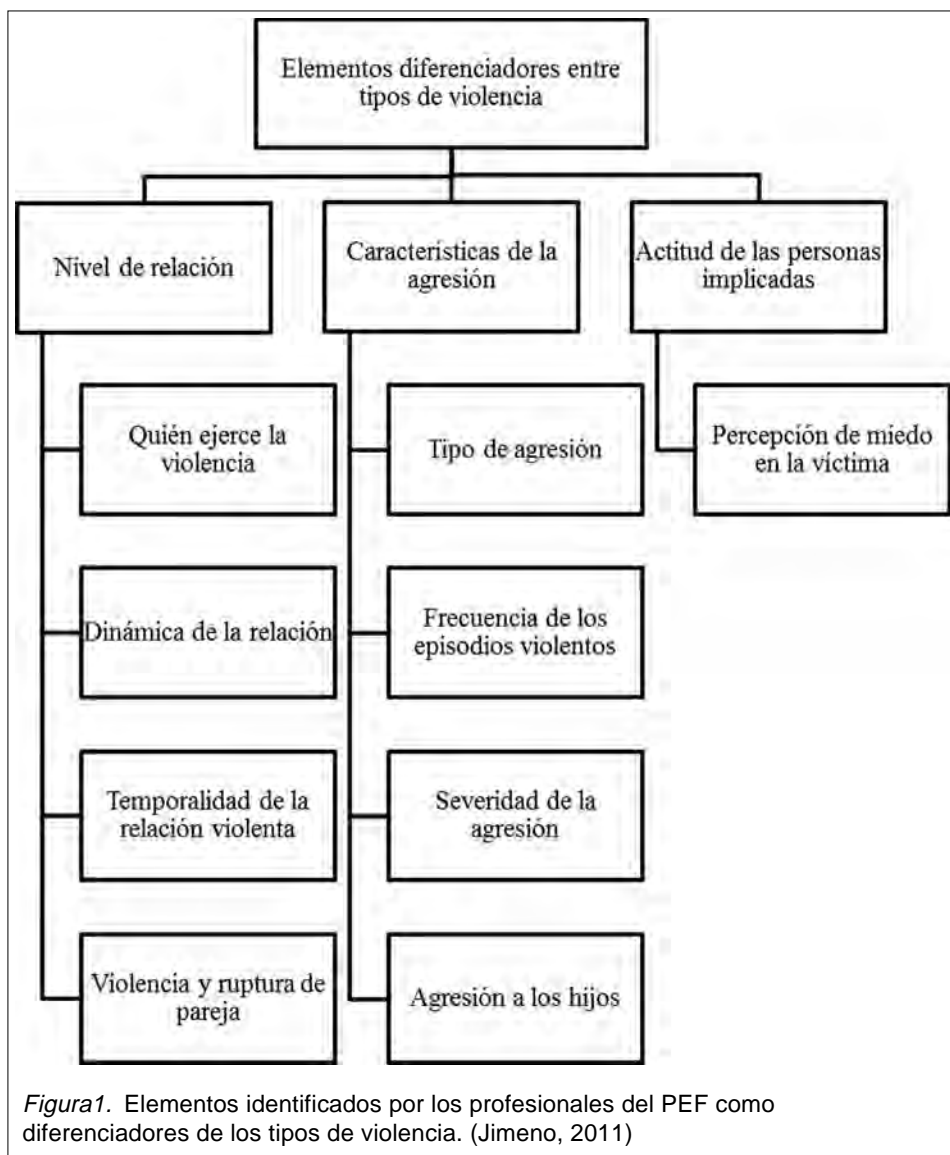 Elementos diferenciadores entre
tipos de violencia
Nivel de relación
Características de la
agresión
Actitud de las personas
implicadas
Quién ejerce la
violencia
Dinámica de la relación
Temporalidad de la
relación violenta
Violencia y ruptura de
pareja
Tipo de agresión
Frecuencia de los
episodios violentos
Severidad de la
agresión
Agresión a los hijos
Percepción de miedo
en la víctima
Figura1. Elementos identificados por los profesionales del PEF como
diferenciadores de los tipos de violencia. (Jimeno, 2011)